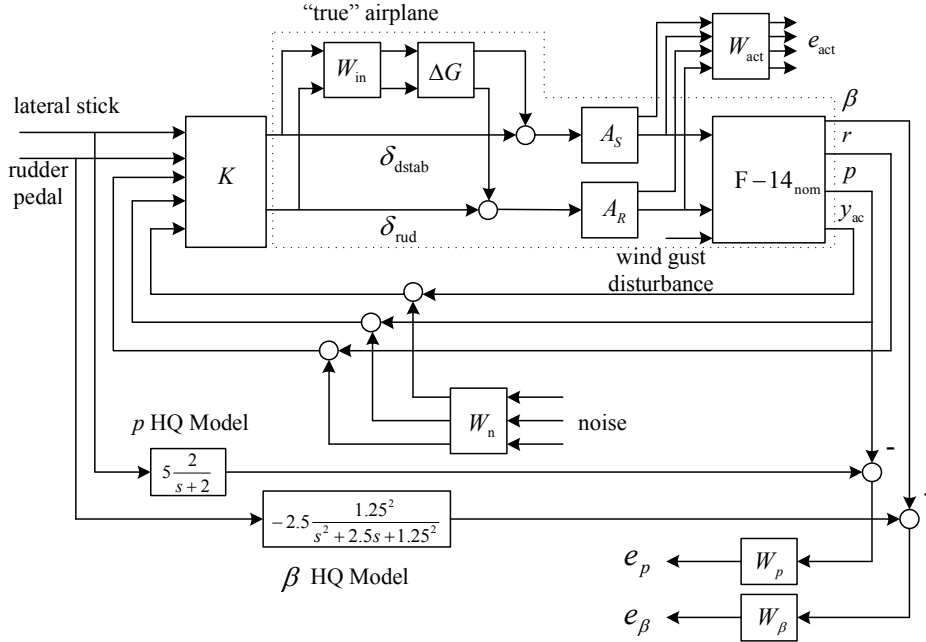 “true” airplane
W_in
ΔG
W_act
e_act
lateral stick
rudder
pedal
K
δ_dstab
δ_rud
A_S
A_R
F − 14_nom
β
r
p
y_ac
wind gust
disturbance
W_n
noise
p HQ Model
5 2/(s+2)
-
−2.5 1.25²/(s² + 2.5s + 1.25²)
β HQ Model
e_p
W_p
e_β
W_β